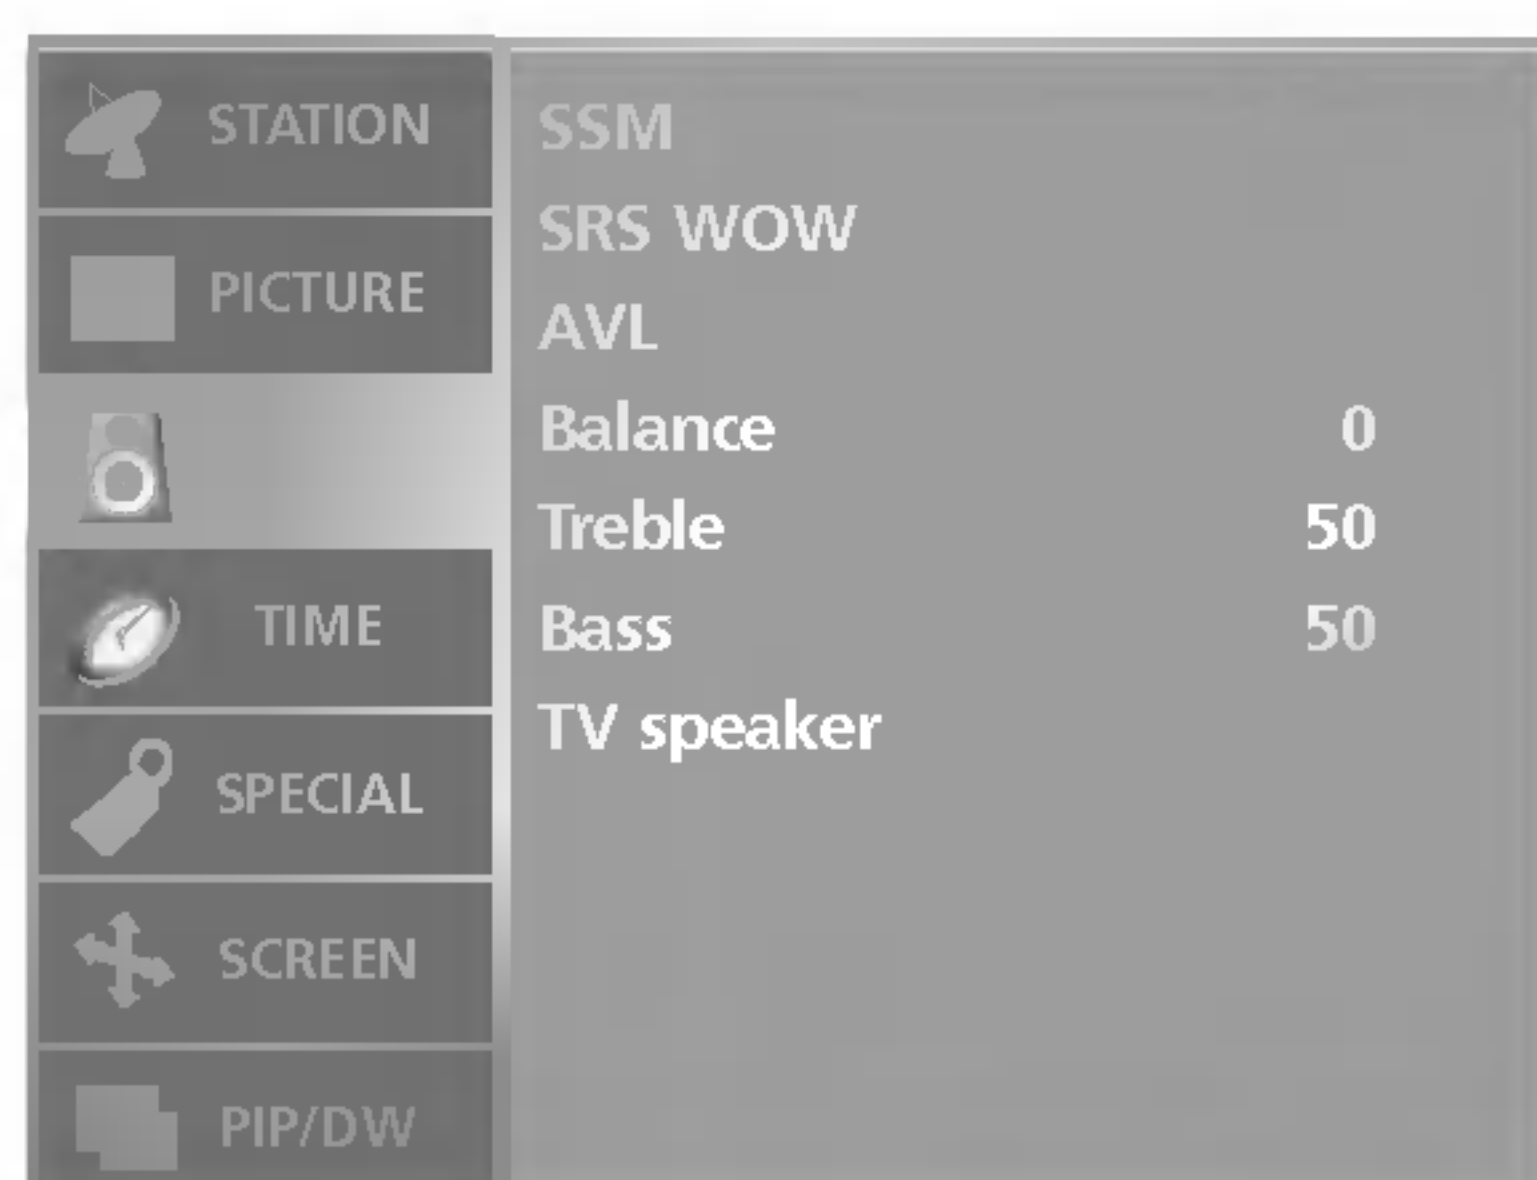 STATION
PICTURE
TIME
SPECIAL
SCREEN
PIP/DW
SSM
SRS WOW
AVL
Balance 0
Treble 50
Bass 50
TV speaker